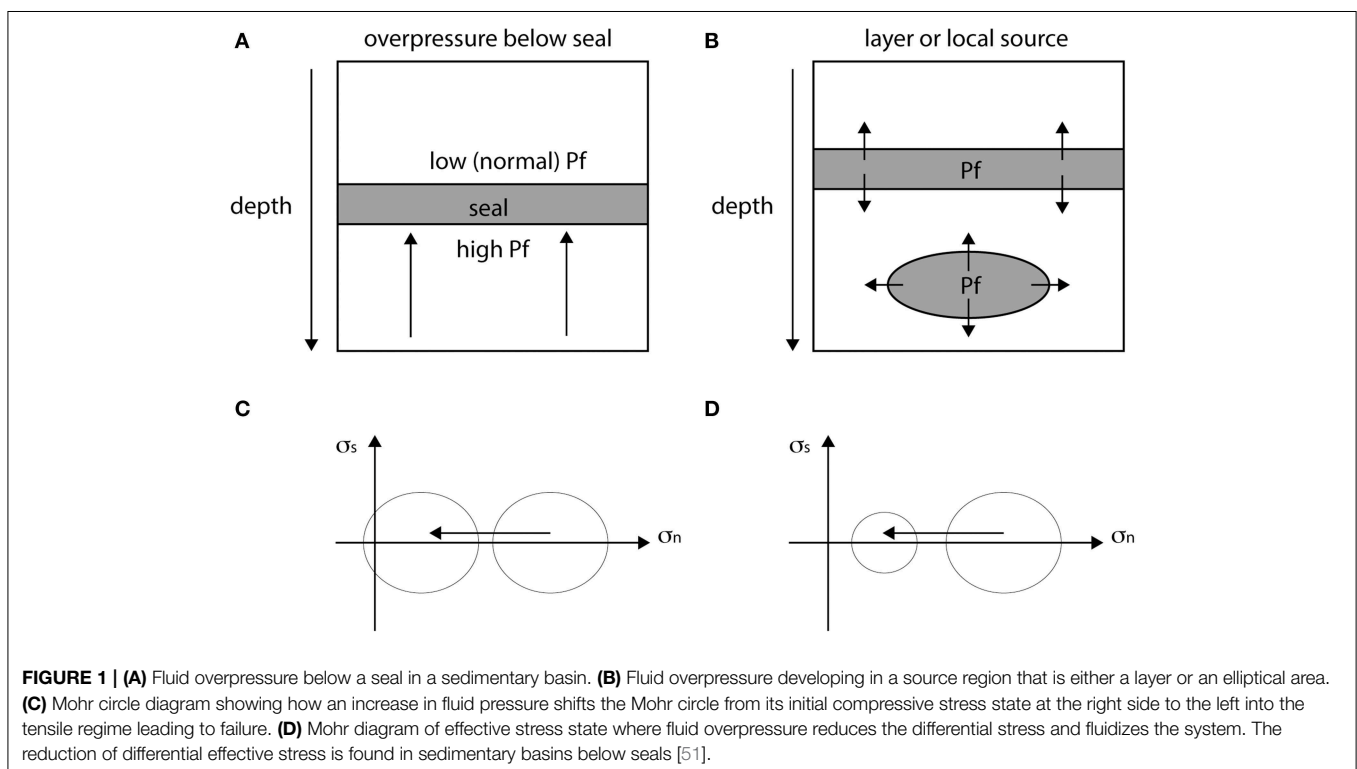 A
overpressure below seal
depth
low (normal) Pf
seal
high Pf
B
layer or local source
depth
Pf
Pf
C
σs
σn
D
σs
σn
FIGURE 1 | (A) Fluid overpressure below a seal in a sedimentary basin. (B) Fluid overpressure developing in a source region that is either a layer or an elliptical area.
(C) Mohr circle diagram showing how an increase in fluid pressure shifts the Mohr circle from its initial compressive stress state at the right side to the left into the
tensile regime leading to failure. (D) Mohr diagram of effective stress state where fluid overpressure reduces the differential stress and fluidizes the system. The
reduction of differential effective stress is found in sedimentary basins below seals [51].